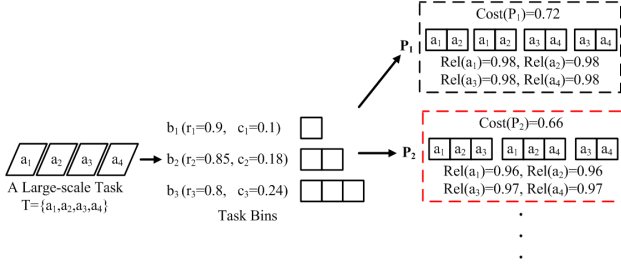 a₁ a₂ a₃ a₄
A Large-scale Task
T={a₁,a₂,a₃,a₄}
b₁ (r₁=0.9, c₁=0.1)
b₂ (r₂=0.85, c₂=0.18)
b₃ (r₃=0.8, c₃=0.24)
Task Bins
P₁
Cost(P₁)=0.72
a₁ a₂ a₁ a₂ a₃ a₄ a₃ a₄
Rel(a₁)=0.98, Rel(a₂)=0.98
Rel(a₃)=0.98, Rel(a₄)=0.98
P₂
Cost(P₂)=0.66
a₁ a₂ a₃ a₁ a₂ a₄ a₃ a₄
Rel(a₁)=0.96, Rel(a₂)=0.96
Rel(a₃)=0.97, Rel(a₄)=0.97